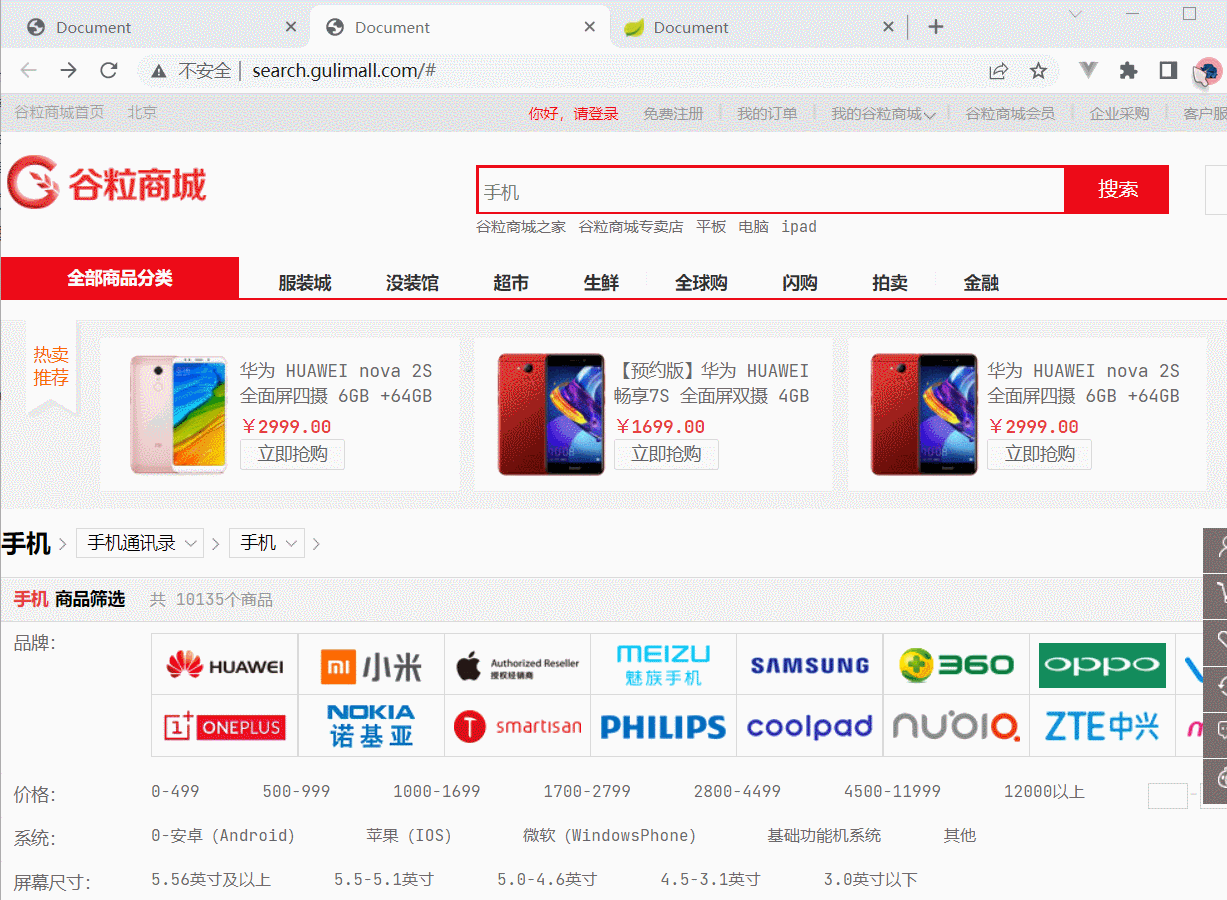 Document Document Document
不安全 search.gulimall.com/#
谷粒商城首页 北京 你好，请登录 免费注册 我的订单 我的谷粒商城 谷粒商城会员 企业采购 客户服
谷粒商城
手机 搜索
谷粒商城之家 谷粒商城专卖店 平板 电脑 ipad
全部商品分类 服装城 没装馆 超市 生鲜 全球购 闪购 拍卖 金融
热卖
推荐
华为 HUAWEI nova 2S
全面屏四摄 6GB +64GB
￥2999.00
立即抢购
【预约版】华为 HUAWEI
畅享7S 全面屏双摄 4GB
￥1699.00
立即抢购
华为 HUAWEI nova 2S
全面屏四摄 6GB +64GB
￥2999.00
立即抢购
手机 手机通讯录 手机
手机 商品筛选 共 10135个商品
品牌：
HUAWEI
mi 小米
Authorized Reseller
授权经销商
MEIZU
魅族手机
SAMSUNG
360
oppo
1+ ONEPLUS
NOKIA
诺基亚
T smartisan
PHILIPS
coolpad
nubia
ZTE中兴
价格： 0-499 500-999 1000-1699 1700-2799 2800-4499 4500-11999 12000以上 -
系统： 0-安卓（Android） 苹果（IOS） 微软（WindowsPhone） 基础功能机系统 其他
屏幕尺寸： 5.56英寸及以上 5.5-5.1英寸 5.0-4.6英寸 4.5-3.1英寸 3.0英寸以下